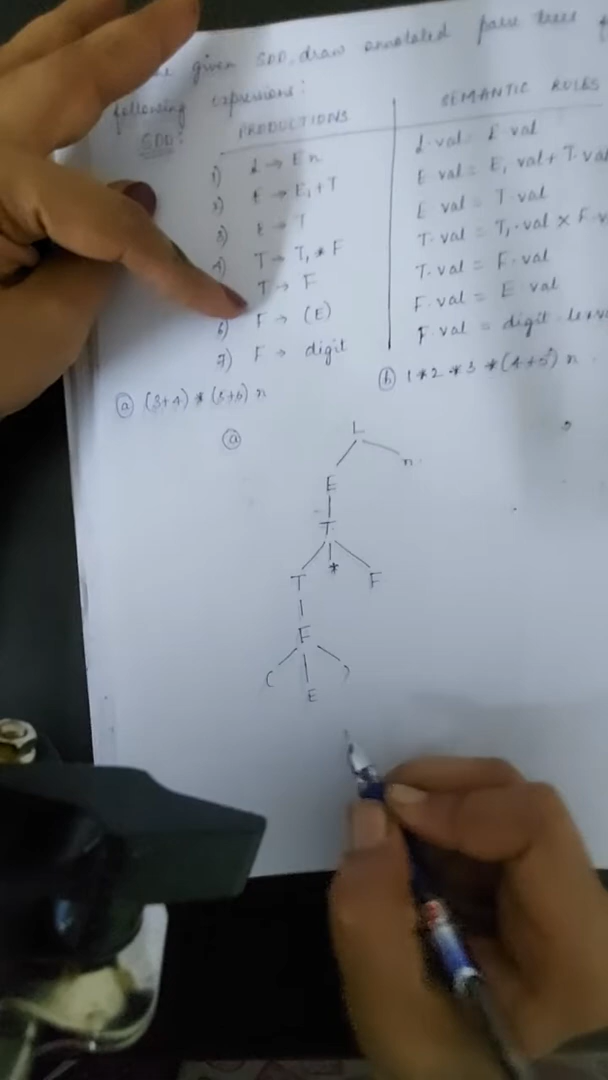 given SDD, draw annotated parse trees
following expressions:
SDD:
PRODUCTIONS
SEMANTIC RULES
1) L → En
L.val = E.val
2) E → E₁ + T
E.val = E₁.val + T.val
3) E → T
E.val = T.val
4) T → T₁ * F
T.val = T₁.val × F.v
T → F
T.val = F.val
6) F → (E)
F.val = E.val
7) F → digit
F.val = digit.lexva
(a) (3+4) * (5+6) n
(b) 1*2*3*(4+5) n
(a)
L
E n
T
T * F
F
( E )